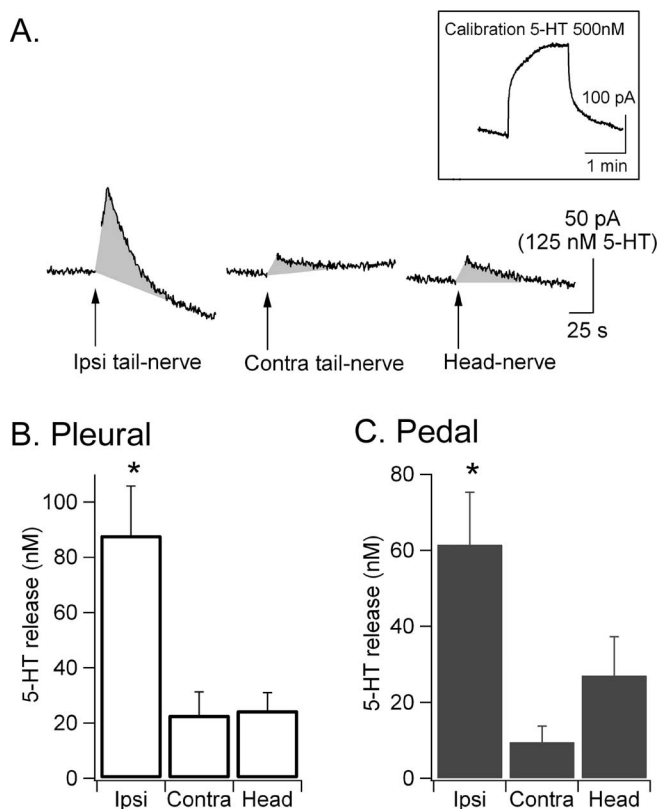 A.
Calibration 5-HT 500nM
100 pA
1 min
50 pA
(125 nM 5-HT)
25 s
Ipsi tail-nerve
Contra tail-nerve
Head-nerve
B. Pleural
*
5-HT release (nM)
100
80
60
40
20
0
Ipsi
Contra
Head
C. Pedal
*
5-HT release (nM)
80
60
40
20
0
Ipsi
Contra
Head